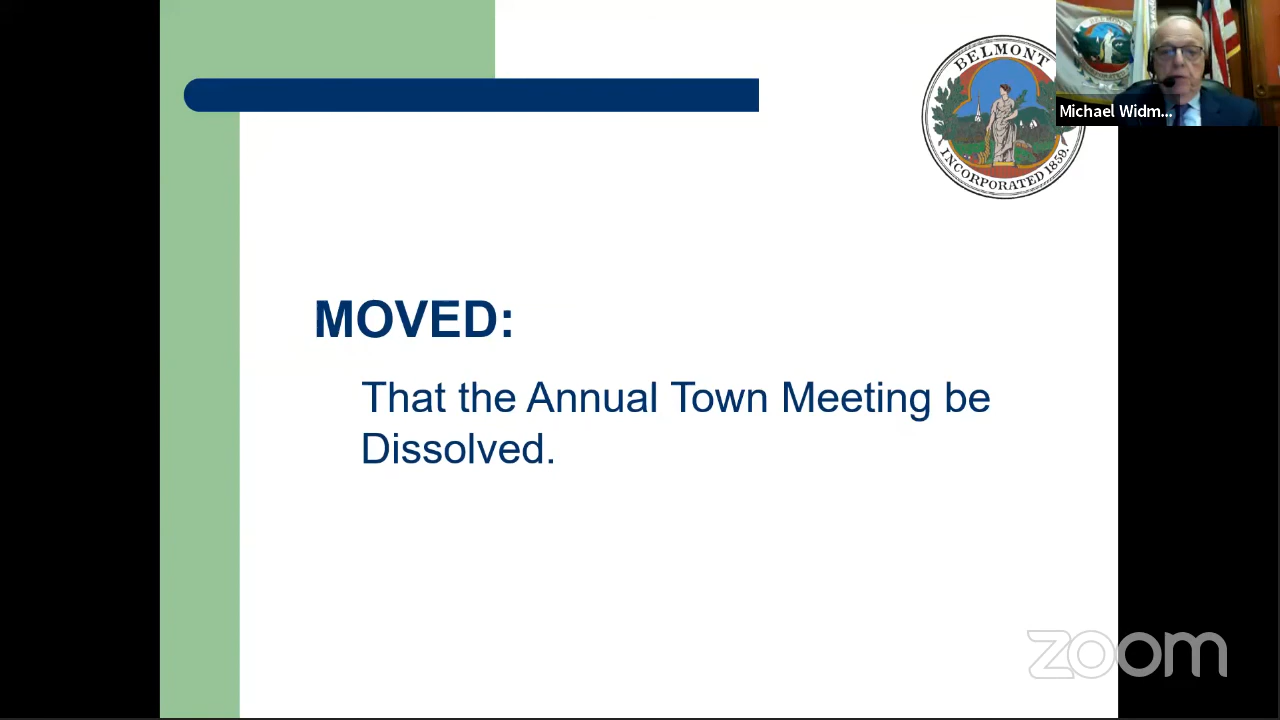 BELMONT
INCORPORATED 1859.
Michael Widm...
MOVED:
That the Annual Town Meeting be
Dissolved.
zoom